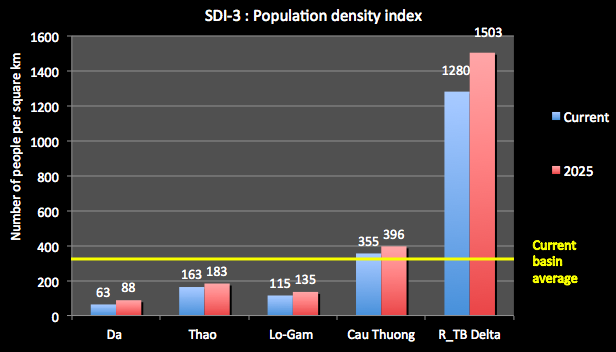 SDI-3 : Population density index
Number of people per square km
1600
1400
1200
1000
800
600
400
200
0
63
88
163
183
115
135
355
396
1280
1503
Da
Thao
Lo-Gam
Cau Thuong
R_TB Delta
Current
2025
Current
basin
average